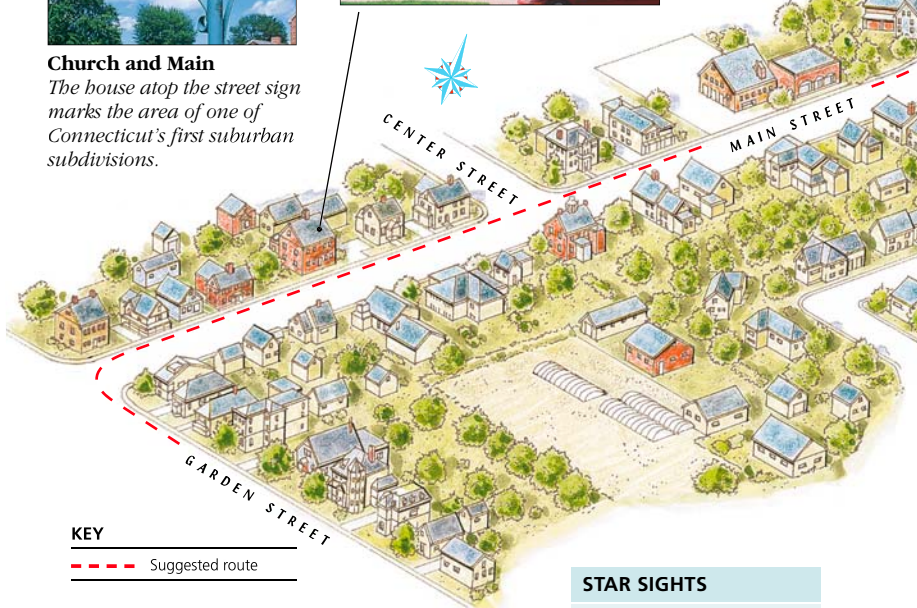 Church and Main
The house atop the street sign
marks the area of one of
Connecticut's first suburban
subdivisions.
CENTER STREET
MAIN STREET
GARDEN STREET
KEY
Suggested route
STAR SIGHTS